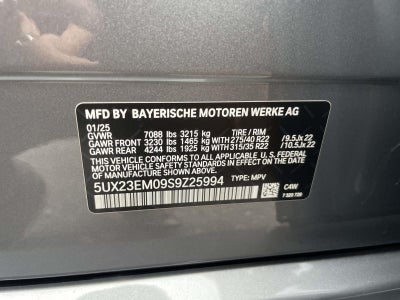 MFD BY BAYERISCHE MOTOREN WERKE AG
01/25
GVWR 7088 lbs 3215 kg TIRE / RIM
GAWR FRONT 3230 lbs 1465 kg WITH 275/40 R22 / 9.5Jx22
GAWR REAR 4244 lbs 1925 kg WITH 315/35 R22 / 10.5Jx22
THIS VEHICLE CONFORMS TO ALL APPLICABLE
U.S. FEDERAL MOTOR VEHICLE SAFETY
STANDARDS IN EFFECT ON THE DATE OF
MANUFACTURE SHOWN ABOVE.
5UX23EM09S9Z25994 TYPE: MPV C4W